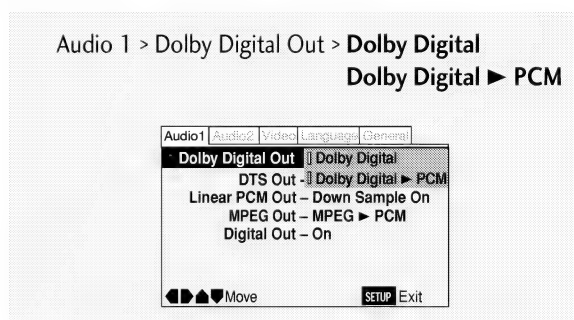 Audio 1 > Dolby Digital Out > Dolby Digital
Dolby Digital ► PCM
Audio1 Audio2 Video Language General
Dolby Digital Out ▯ Dolby Digital
DTS Out - ▯ Dolby Digital ► PCM
Linear PCM Out – Down Sample On
MPEG Out – MPEG ► PCM
Digital Out – On
◀▶▲▼ Move SETUP Exit